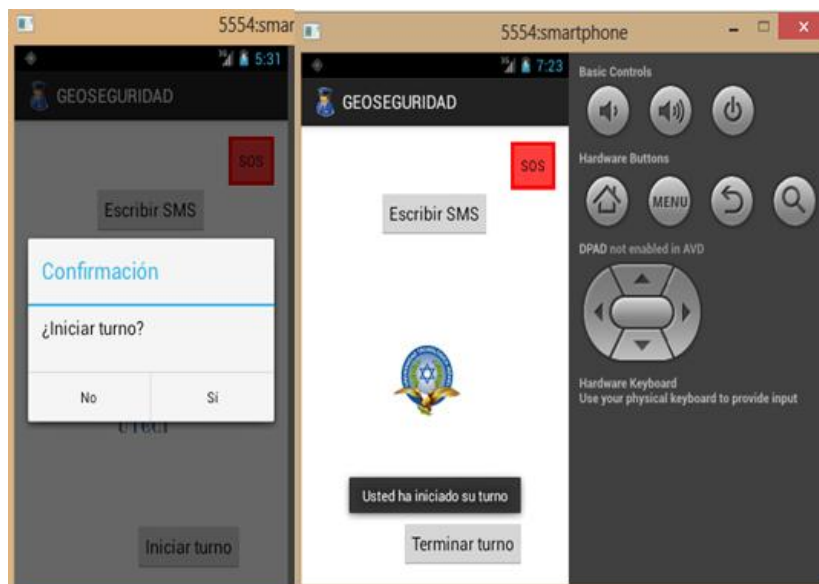 5554:smar
5:31
GEOSEGURIDAD
SOS
Escribir SMS
Confirmación
¿Iniciar turno?
No
Sí
Iniciar turno
5554:smartphone
7:23
GEOSEGURIDAD
SOS
Escribir SMS
Usted ha iniciado su turno
Terminar turno
Basic Controls
Hardware Buttons
MENU
DPAD not enabled in AVD
Hardware Keyboard
Use your physical keyboard to provide input